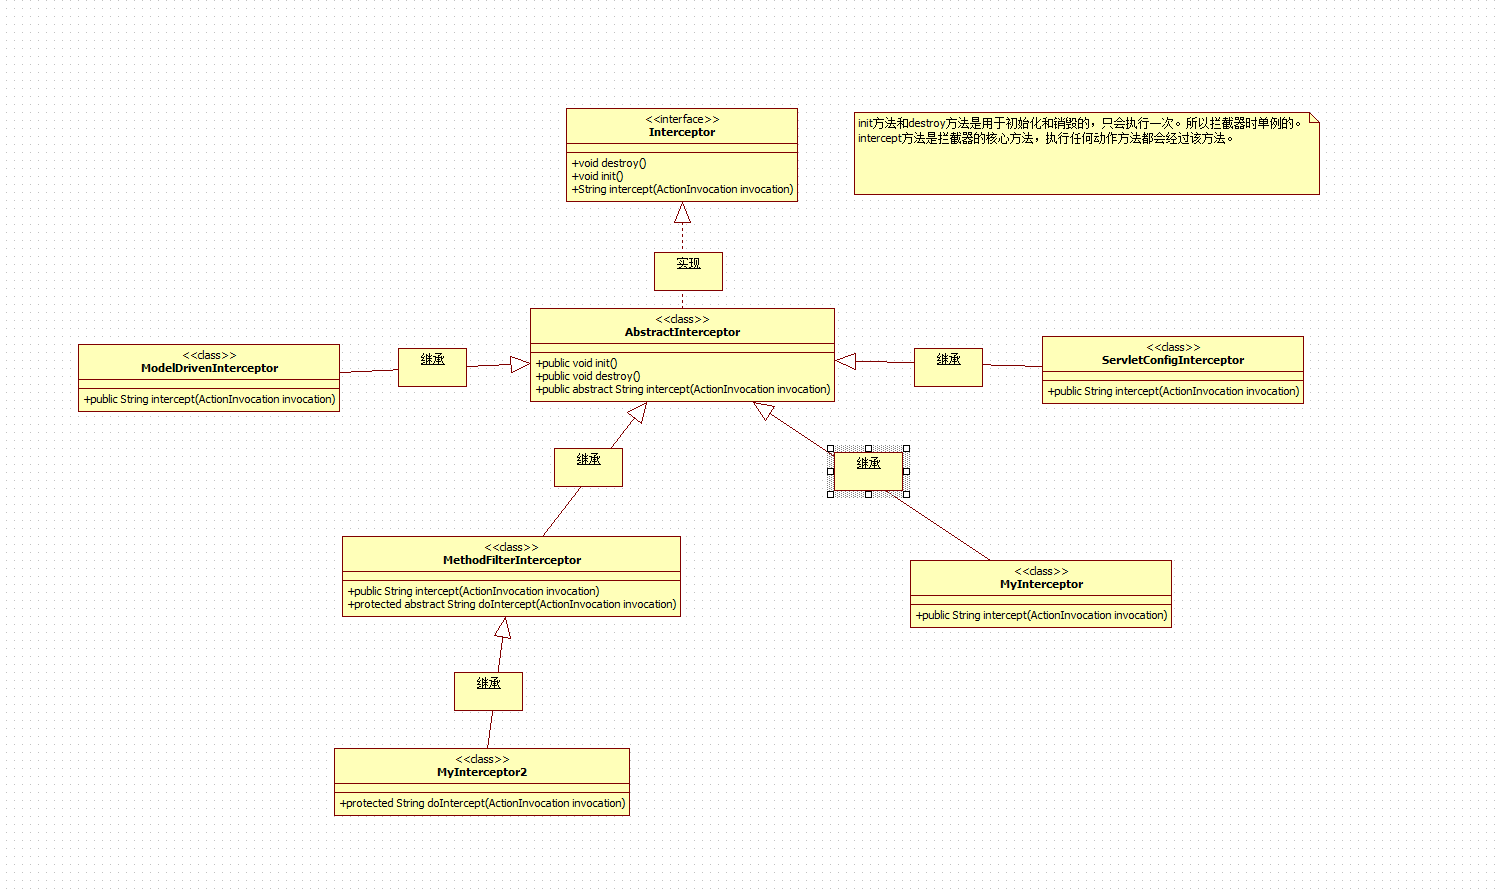 <<interface>>
Interceptor
+void destroy()
+void init()
+String intercept(ActionInvocation invocation)
init方法和destroy方法是用于初始化和销毁的，只会执行一次。所以拦截器时单例的。
intercept方法是拦截器的核心方法，执行任何动作方法都会经过该方法。
实现
<<class>>
AbstractInterceptor
+public void init()
+public void destroy()
+public abstract String intercept(ActionInvocation invocation)
<<class>>
ModelDrivenInterceptor
+public String intercept(ActionInvocation invocation)
继承
继承
<<class>>
ServletConfigInterceptor
+public String intercept(ActionInvocation invocation)
继承
继承
<<class>>
MethodFilterInterceptor
+public String intercept(ActionInvocation invocation)
+protected abstract String doIntercept(ActionInvocation invocation)
<<class>>
MyInterceptor
+public String intercept(ActionInvocation invocation)
继承
<<class>>
MyInterceptor2
+protected String doIntercept(ActionInvocation invocation)